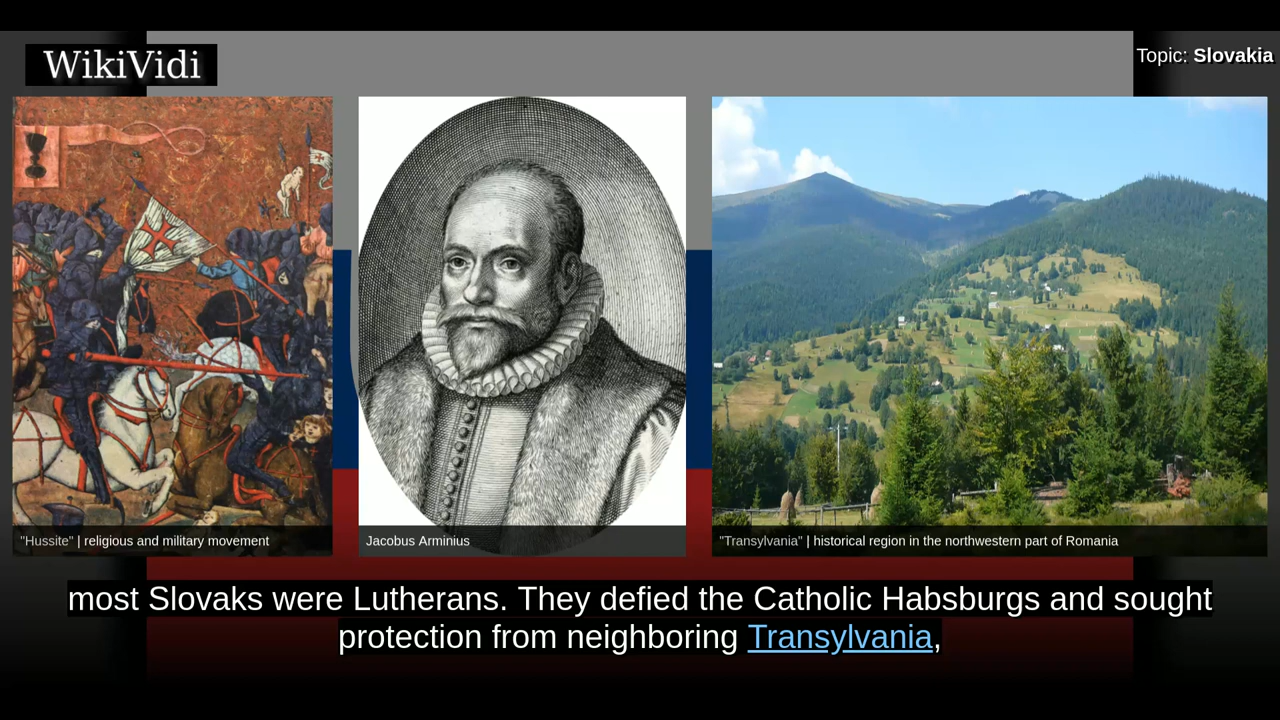 WikiVidi
Topic: Slovakia
"Hussite" | religious and military movement
Jacobus Arminius
"Transylvania" | historical region in the northwestern part of Romania
most Slovaks were Lutherans. They defied the Catholic Habsburgs and sought
protection from neighboring Transylvania,